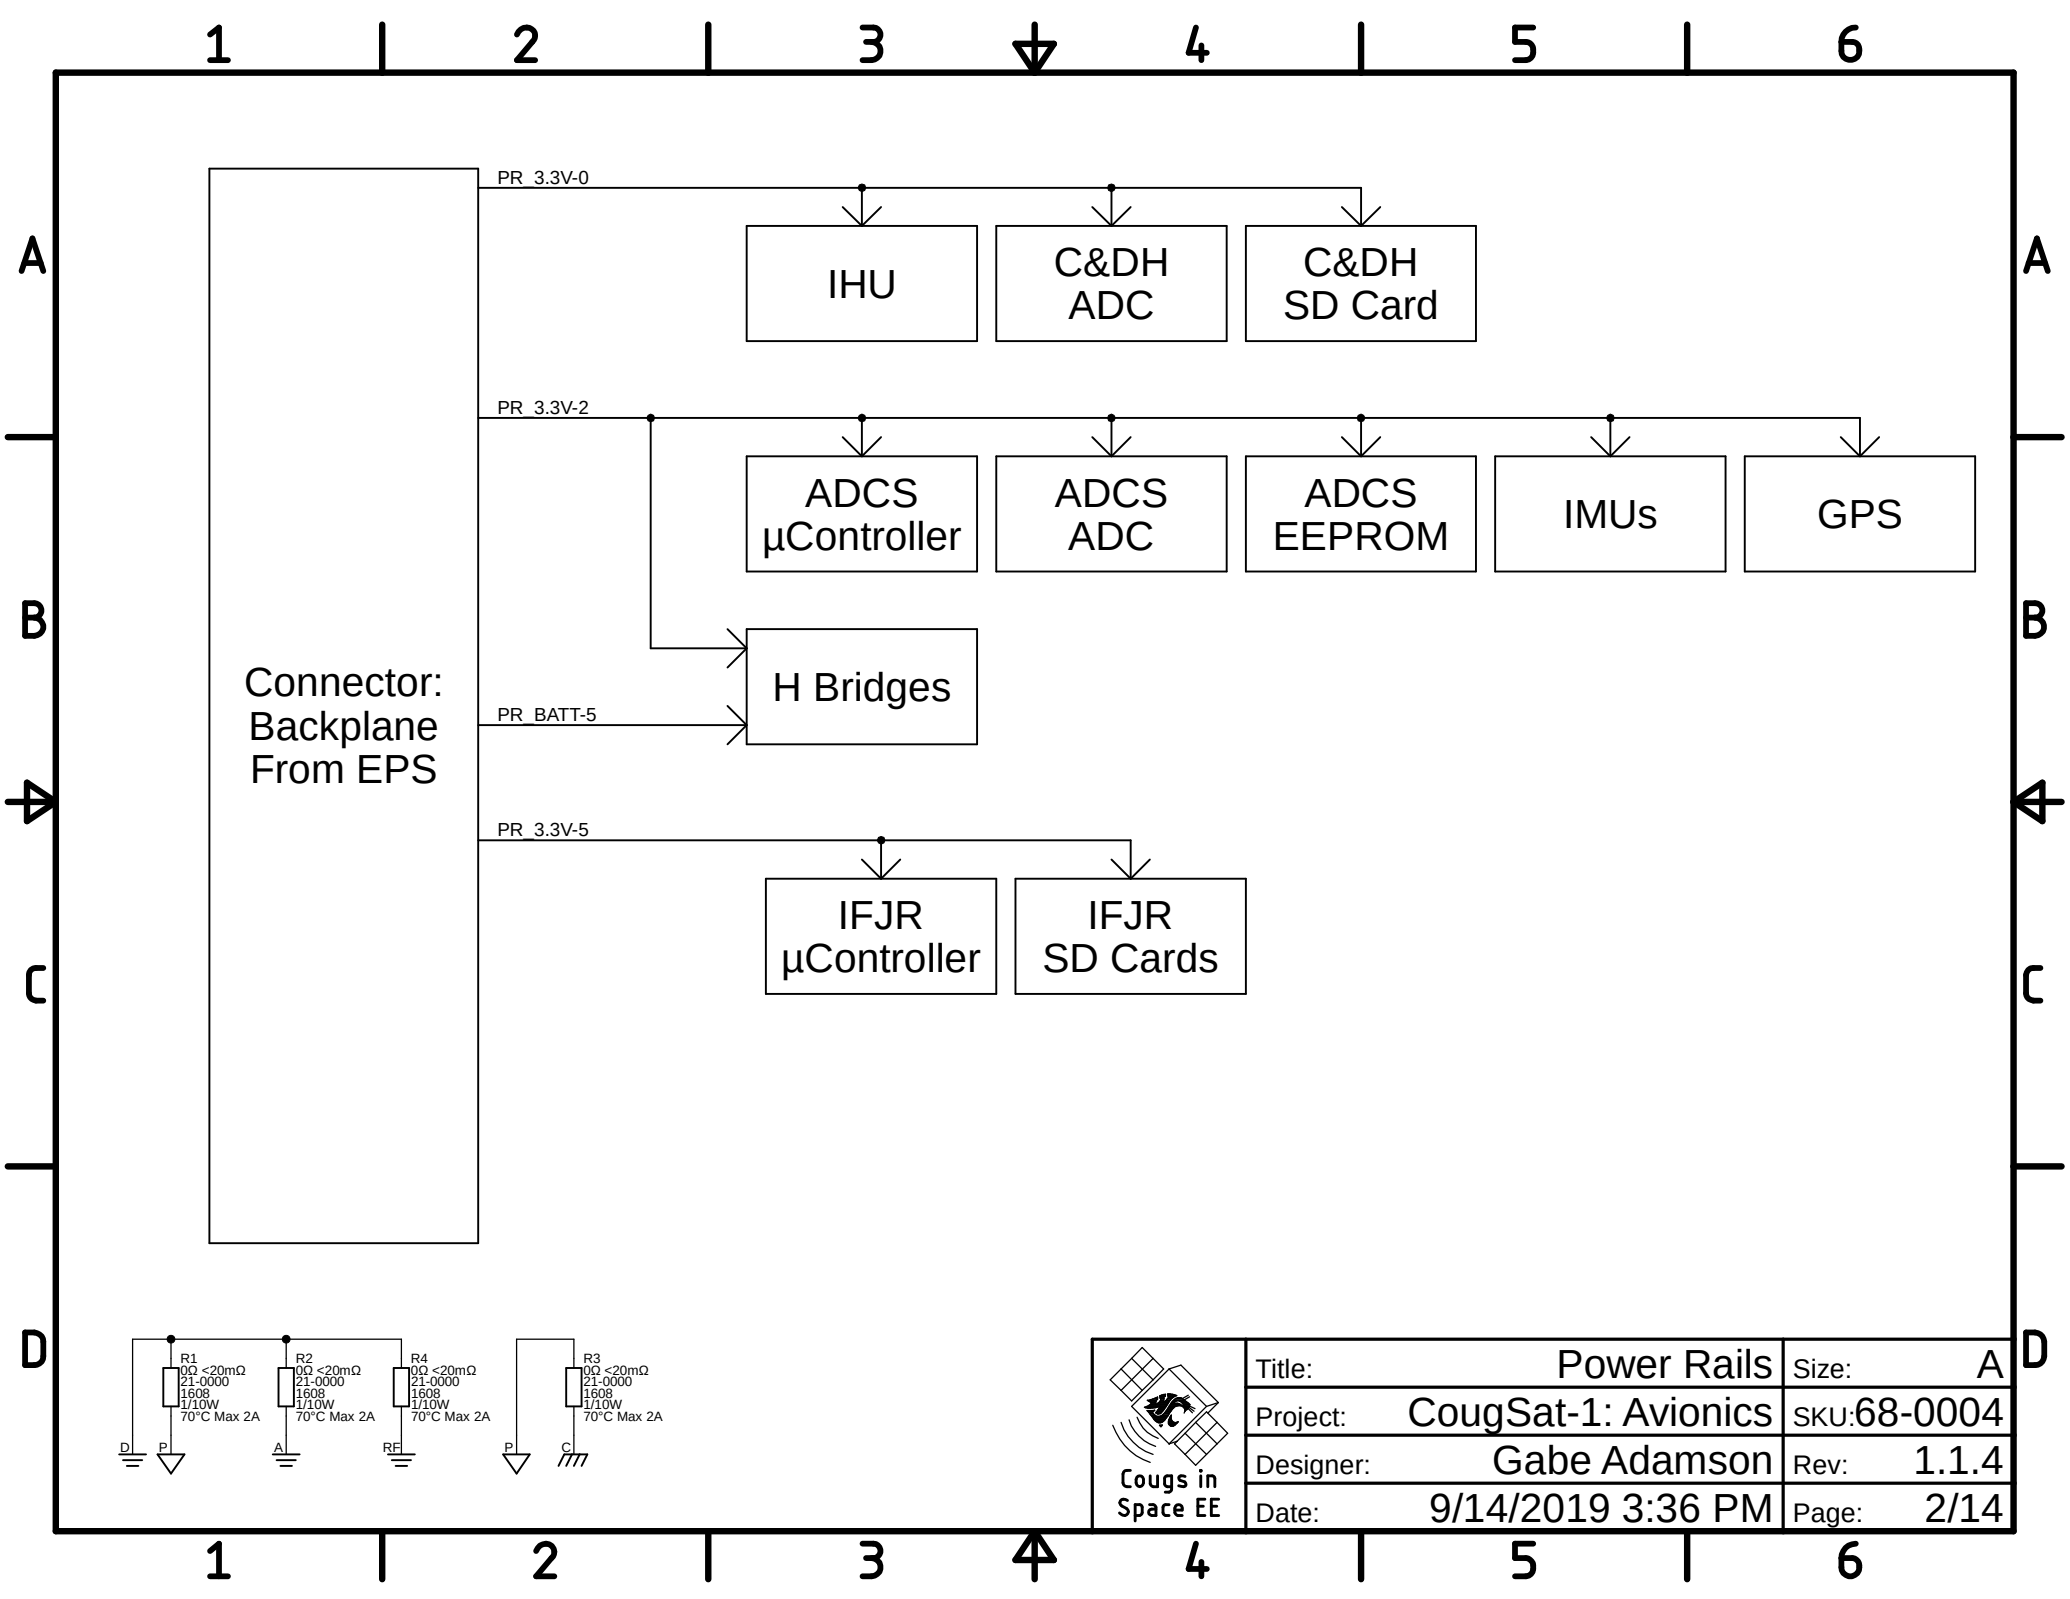 1 2 3 4 5 6
A A
PR_3.3V-0
IHU
C&DH
ADC
C&DH
SD Card
PR_3.3V-2
ADCS
µController
ADCS
ADC
ADCS
EEPROM
IMUs
GPS
B B
H Bridges
Connector:
Backplane
From EPS
PR_BATT-5
PR_3.3V-5
IFJR
µController
IFJR
SD Cards
C C
D D
R1
0Ω <20mΩ
21-0000
1608
1/10W
70°C Max 2A
R2
0Ω <20mΩ
21-0000
1608
1/10W
70°C Max 2A
R4
0Ω <20mΩ
21-0000
1608
1/10W
70°C Max 2A
R3
0Ω <20mΩ
21-0000
1608
1/10W
70°C Max 2A
D P A RF P C
Cougs in
Space EE
Title: Power Rails Size: A
Project: CougSat-1: Avionics SKU: 68-0004
Designer: Gabe Adamson Rev: 1.1.4
Date: 9/14/2019 3:36 PM Page: 2/14
1 2 3 4 5 6